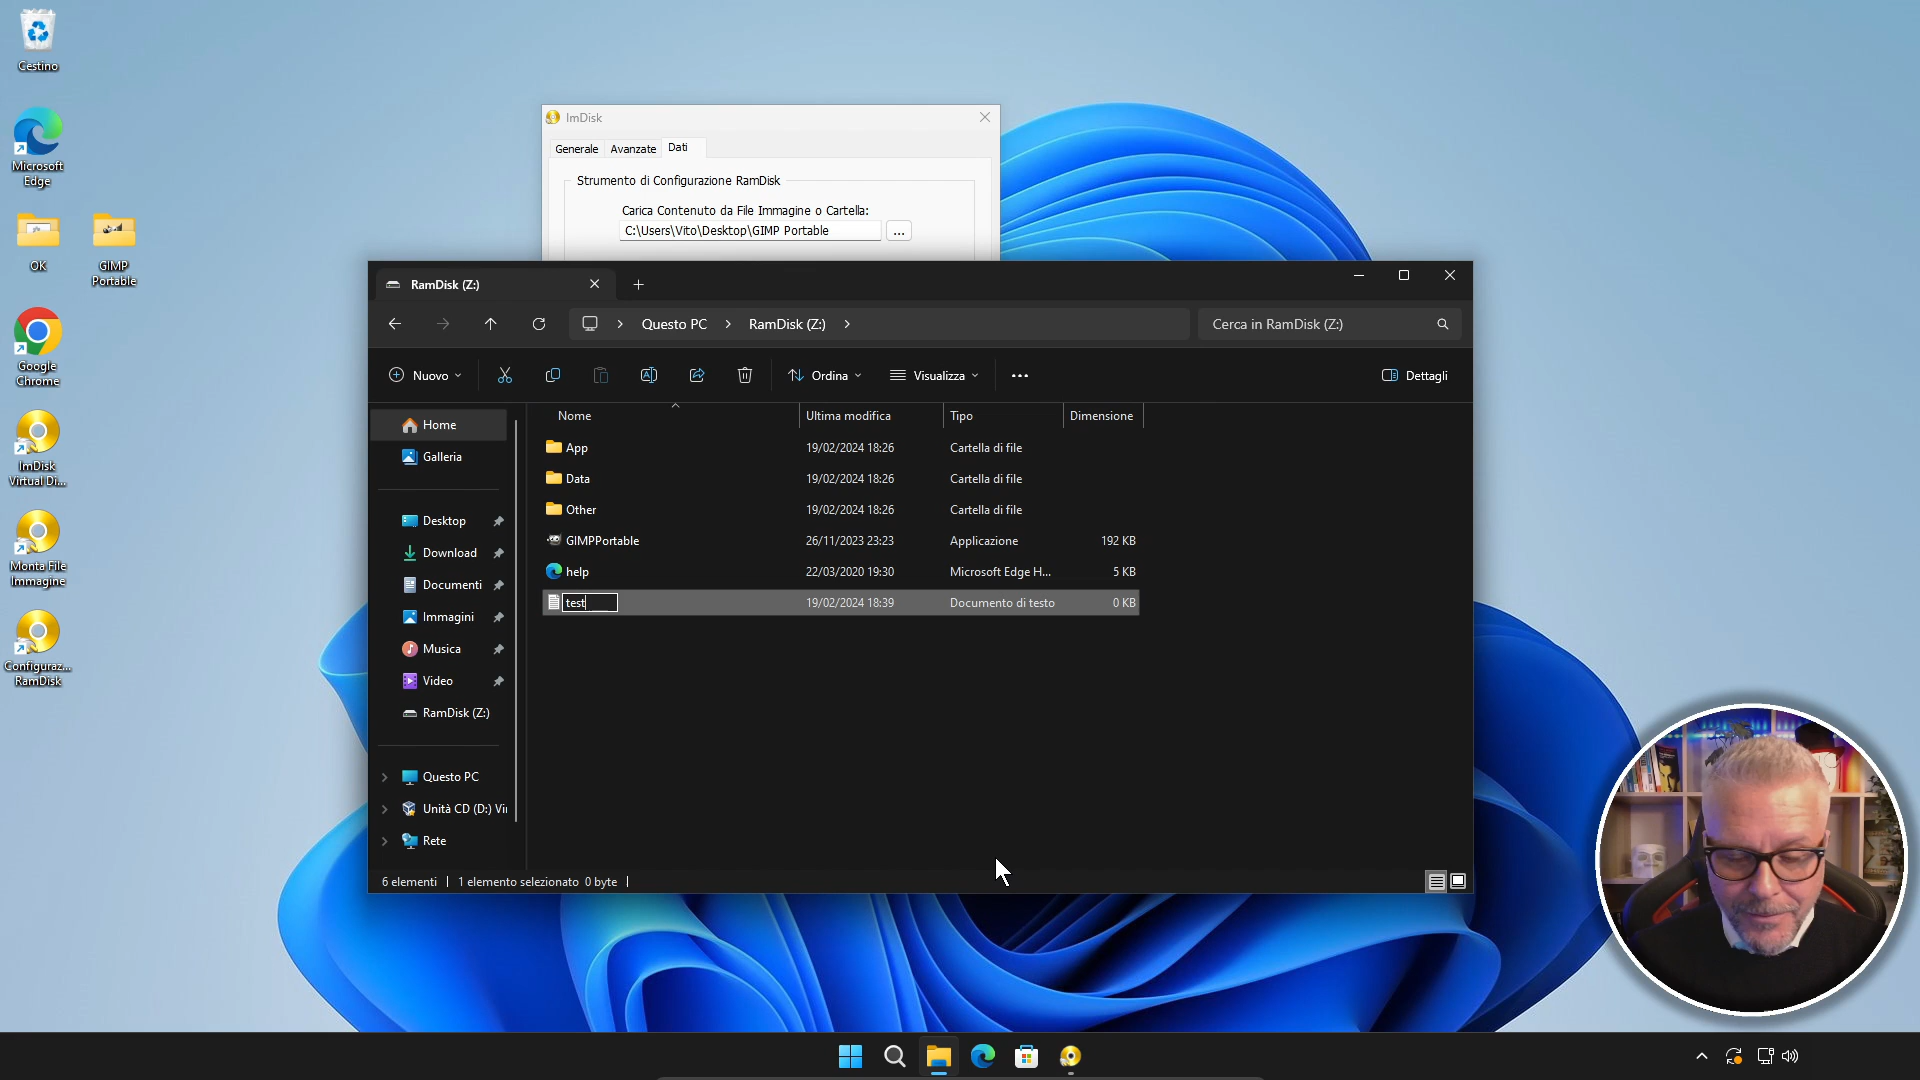 Cestino
Microsoft
Edge
OK
GIMP
Portable
Google
Chrome
ImDisk
Virtual Di...
Monta File
Immagine
Configuraz...
RamDisk
ImDisk
Generale
Avanzate
Dati
Strumento di Configurazione RamDisk
Carica Contenuto da File Immagine o Cartella:
C:\Users\Vito\Desktop\GIMP Portable
...
RamDisk (Z:)
Questo PC
RamDisk (Z:)
Cerca in RamDisk (Z:)
Nuovo
Ordina
Visualizza
Dettagli
Home
Galleria
Desktop
Download
Documenti
Immagini
Musica
Video
RamDisk (Z:)
Questo PC
Unità CD (D:) Vi
Rete
Nome Ultima modifica Tipo Dimensione
App 19/02/2024 18:26 Cartella di file
Data 19/02/2024 18:26 Cartella di file
Other 19/02/2024 18:26 Cartella di file
GIMPPortable 26/11/2023 23:23 Applicazione 192 KB
help 22/03/2020 19:30 Microsoft Edge H... 5 KB
test 19/02/2024 18:39 Documento di testo 0 KB
6 elementi 1 elemento selezionato 0 byte